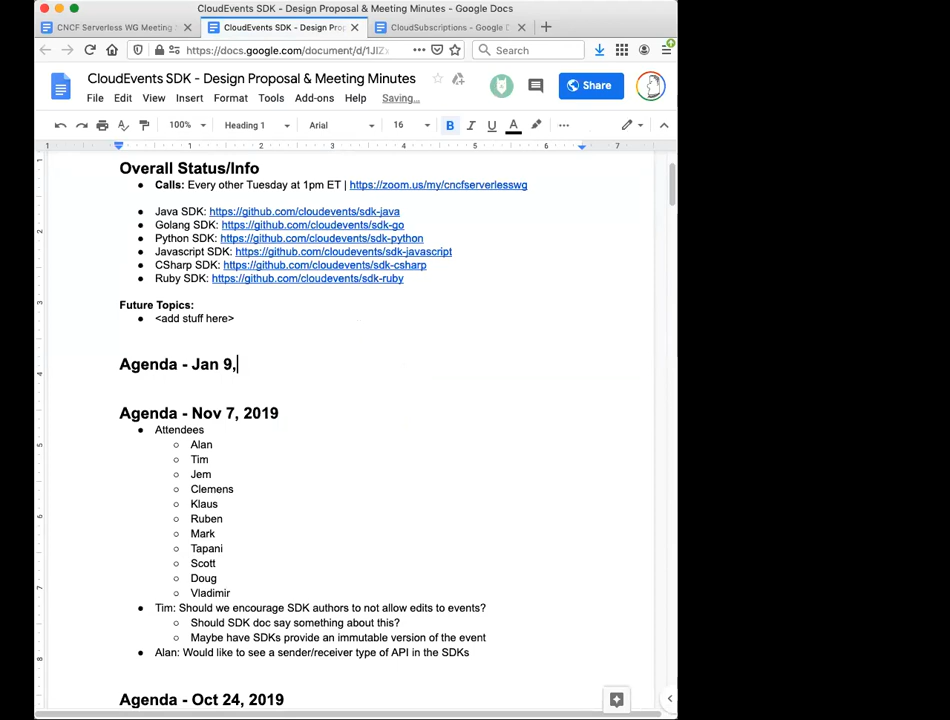 CloudEvents SDK - Design Proposal & Meeting Minutes - Google Docs
CNCF Serverless WG Meeting
CloudEvents SDK - Design Prop
CloudSubscriptions - Google D
https://docs.google.com/document/d/1JIZ
Search
CloudEvents SDK - Design Proposal & Meeting Minutes
File Edit View Insert Format Tools Add-ons Help Saving...
Share
100% Heading 1 Arial 16 B I U A
1 1 2 3 4 5 6 7
Overall Status/Info
Calls: Every other Tuesday at 1pm ET | https://zoom.us/my/cncfserverlesswg
Java SDK: https://github.com/cloudevents/sdk-java
Golang SDK: https://github.com/cloudevents/sdk-go
Python SDK: https://github.com/cloudevents/sdk-python
Javascript SDK: https://github.com/cloudevents/sdk-javascript
CSharp SDK: https://github.com/cloudevents/sdk-csharp
Ruby SDK: https://github.com/cloudevents/sdk-ruby
Future Topics:
<add stuff here>
Agenda - Jan 9,
Agenda - Nov 7, 2019
Attendees
Alan
Tim
Jem
Clemens
Klaus
Ruben
Mark
Tapani
Scott
Doug
Vladimir
Tim: Should we encourage SDK authors to not allow edits to events?
Should SDK doc say something about this?
Maybe have SDKs provide an immutable version of the event
Alan: Would like to see a sender/receiver type of API in the SDKs
Agenda - Oct 24, 2019